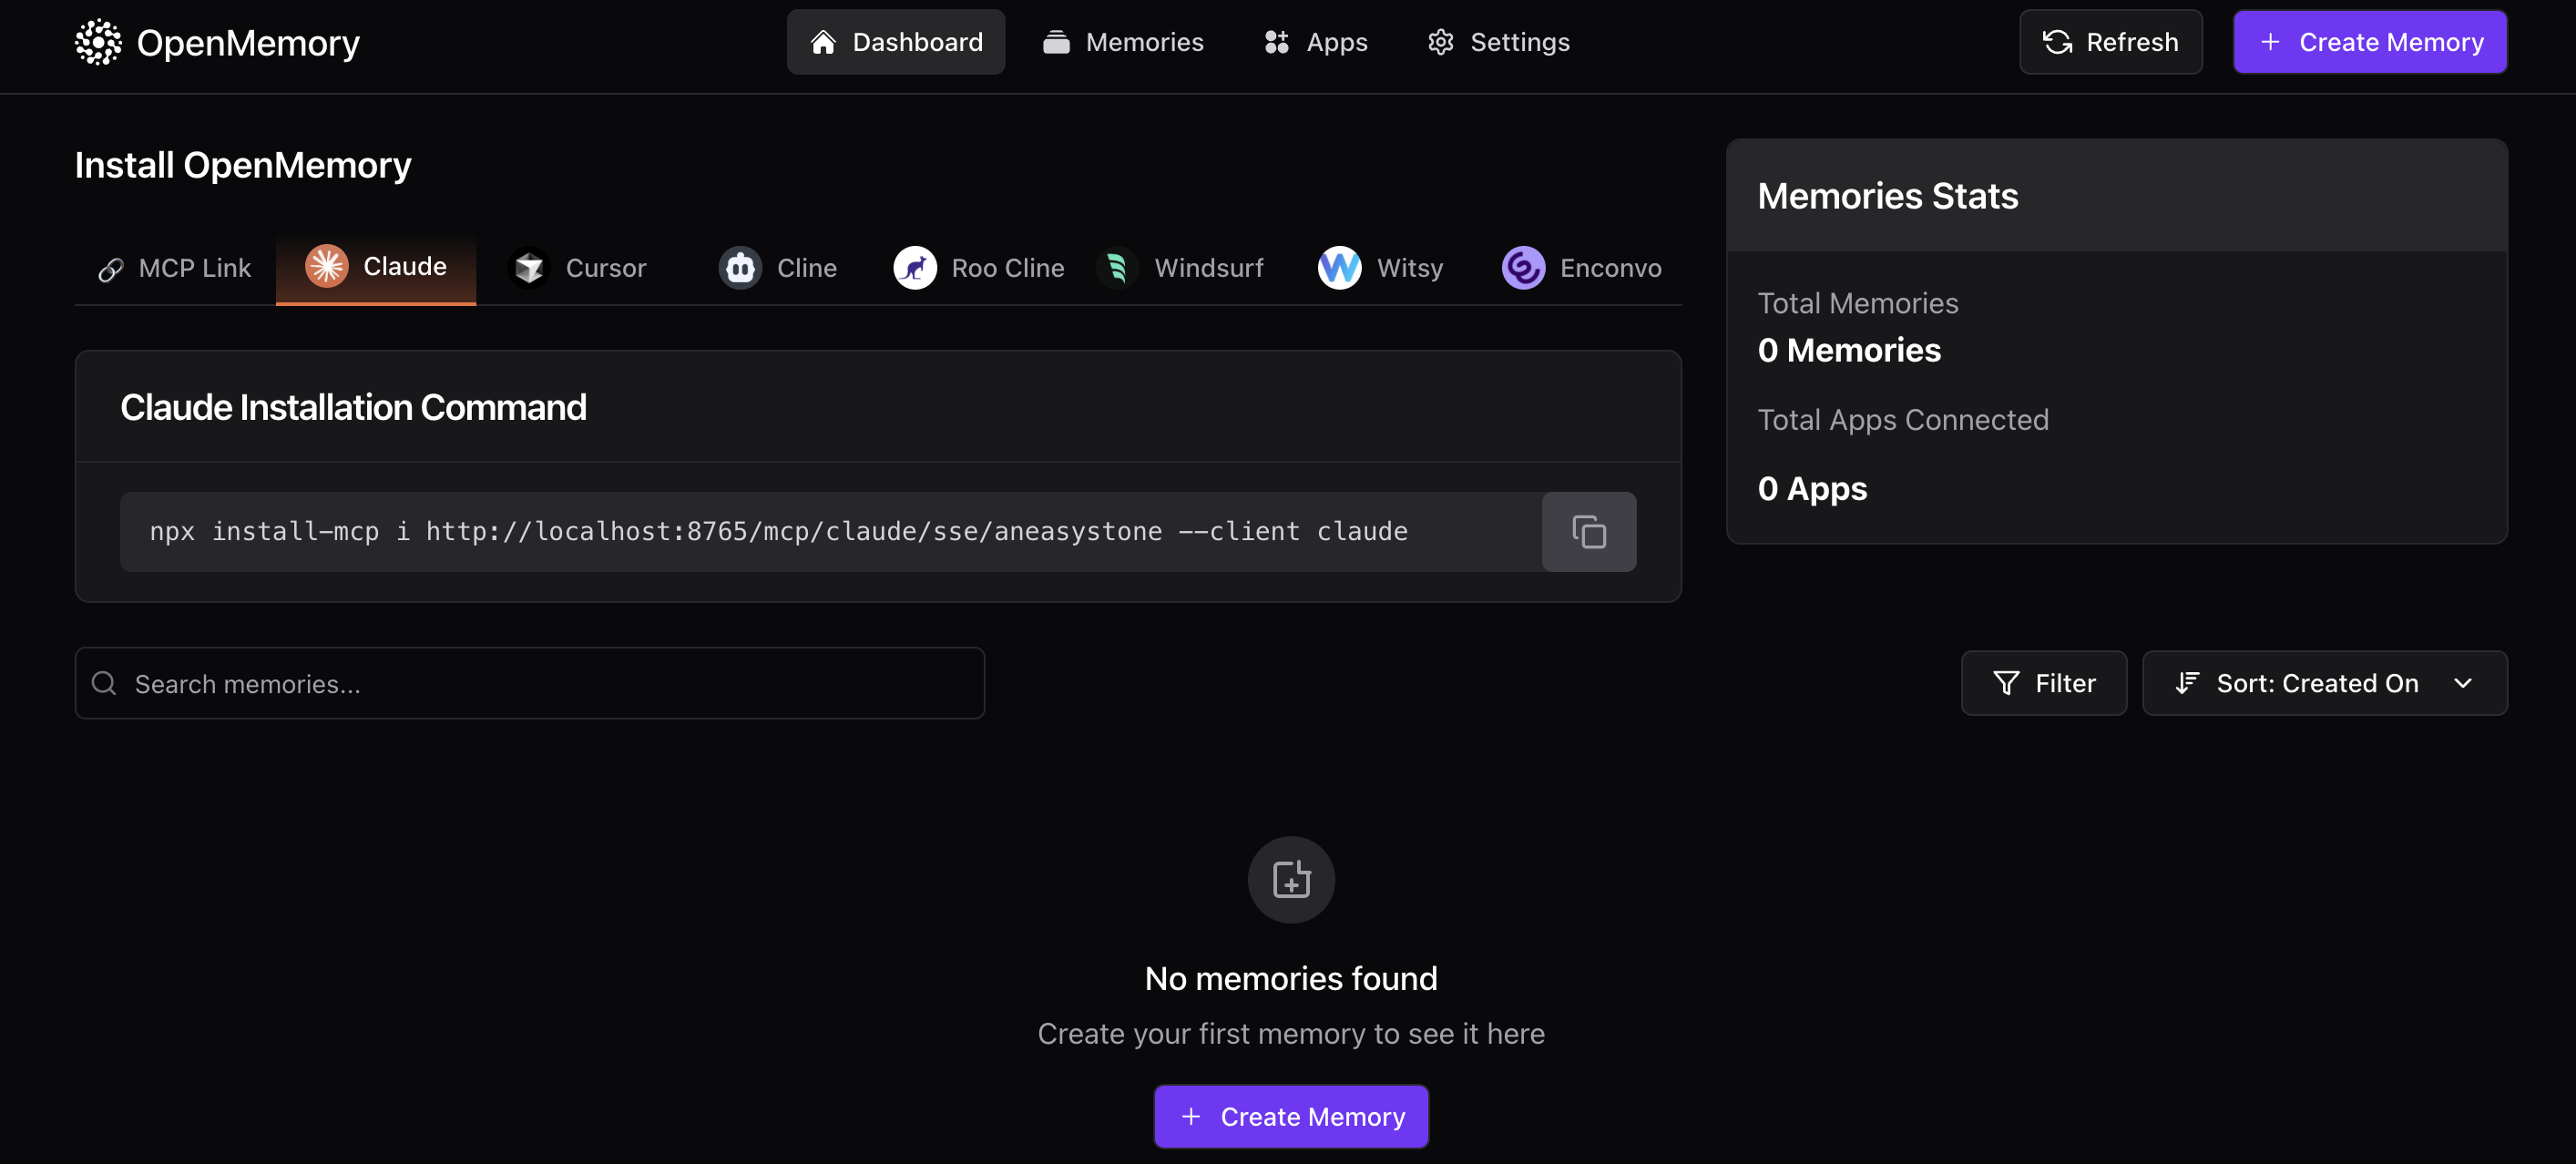 OpenMemory
Dashboard
Memories
Apps
Settings
Refresh
+ Create Memory
Install OpenMemory
MCP Link
Claude
Cursor
Cline
Roo Cline
Windsurf
Witsy
Enconvo
Claude Installation Command
npx install-mcp i http://localhost:8765/mcp/claude/sse/aneasystone --client claude
Memories Stats
Total Memories
0 Memories
Total Apps Connected
0 Apps
Search memories...
Filter
Sort: Created On
No memories found
Create your first memory to see it here
+ Create Memory